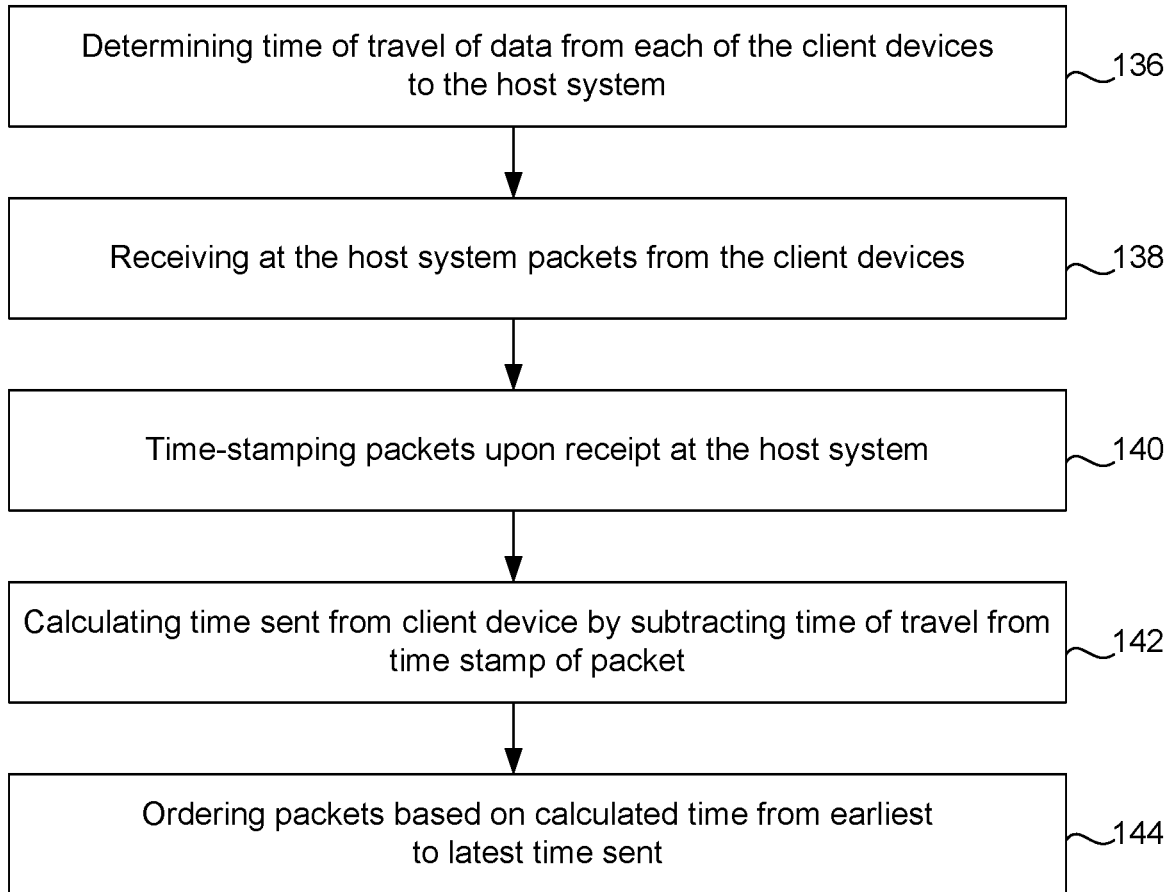 Determining time of travel of data from each of the client devices
to the host system
136
Receiving at the host system packets from the client devices
138
Time-stamping packets upon receipt at the host system
140
Calculating time sent from client device by subtracting time of travel from
time stamp of packet
142
Ordering packets based on calculated time from earliest
to latest time sent
144